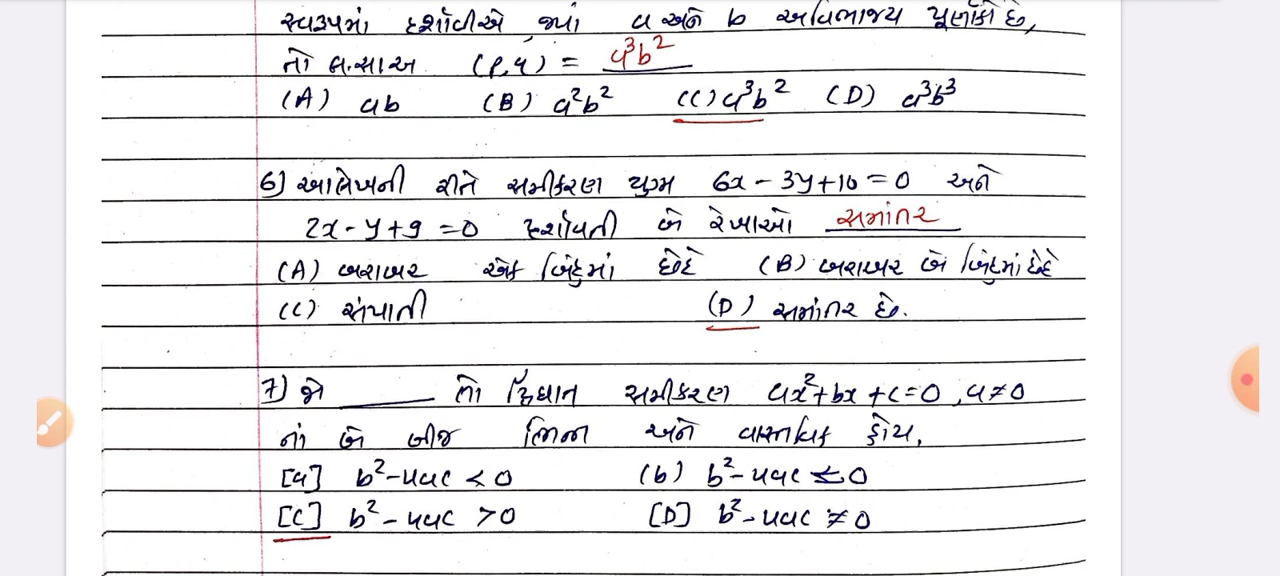 સ્વરૂપમાં દર્શાવીએ જ્યાં a અને b અવિભાજ્ય પૂર્ણાંકો છે,
તો લ.સા.અ (p,q) = a³b²
(A) ab (B) a²b² (C) a³b² (D) a³b³
6) આલેખની રીતે સમીકરણ યુગ્મ 6x - 3y + 10 = 0 અને
2x - y + 9 = 0 દર્શાવતી બે રેખાઓ સમાંતર
(A) બરાબર એક બિંદુમાં છેદે (B) બરાબર બે બિંદુમાં છેદે
(C) સંપાતી (D) સમાંતર છે.
7) જો ______ તો દ્વિઘાત સમીકરણ ax² + bx + c = 0, a ≠ 0
નાં બે બીજ ભિન્ન અને વાસ્તવિક હોય,
[a] b² - 4ac < 0 (b) b² - 4ac ≤ 0
[C] b² - 4ac > 0 [D] b² - 4ac ≠ 0